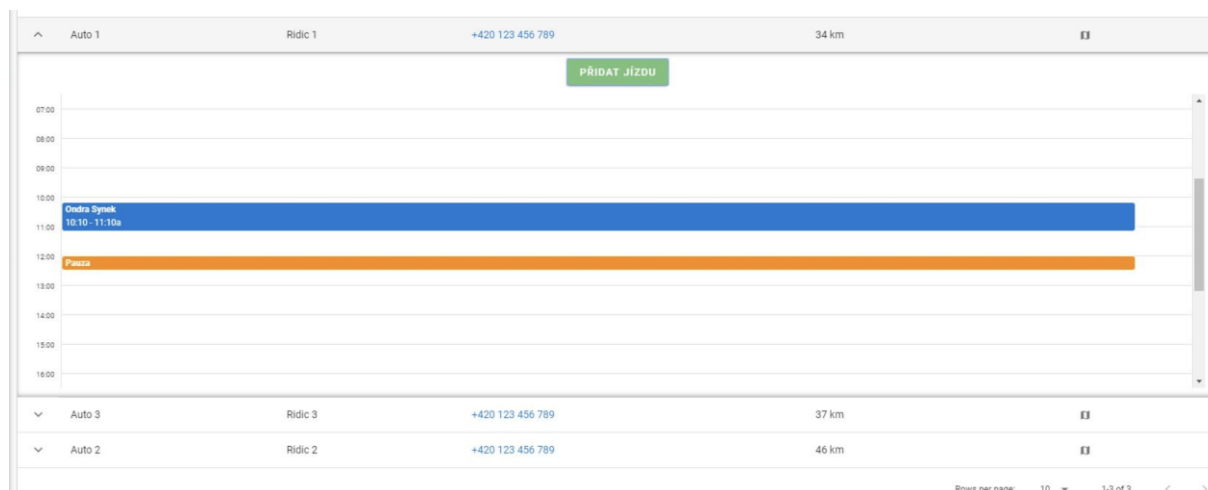 Auto 1 Ridic 1 +420 123 456 789 34 km
PŘIDAT JÍZDU
07:00
08:00
09:00
10:00
Ondra Synek
10:10 - 11:10a
11:00
12:00
Pauza
13:00
14:00
15:00
16:00
Auto 3 Ridic 3 +420 123 456 789 37 km
Auto 2 Ridic 2 +420 123 456 789 46 km
Rows per page: 10 1-3 of 3